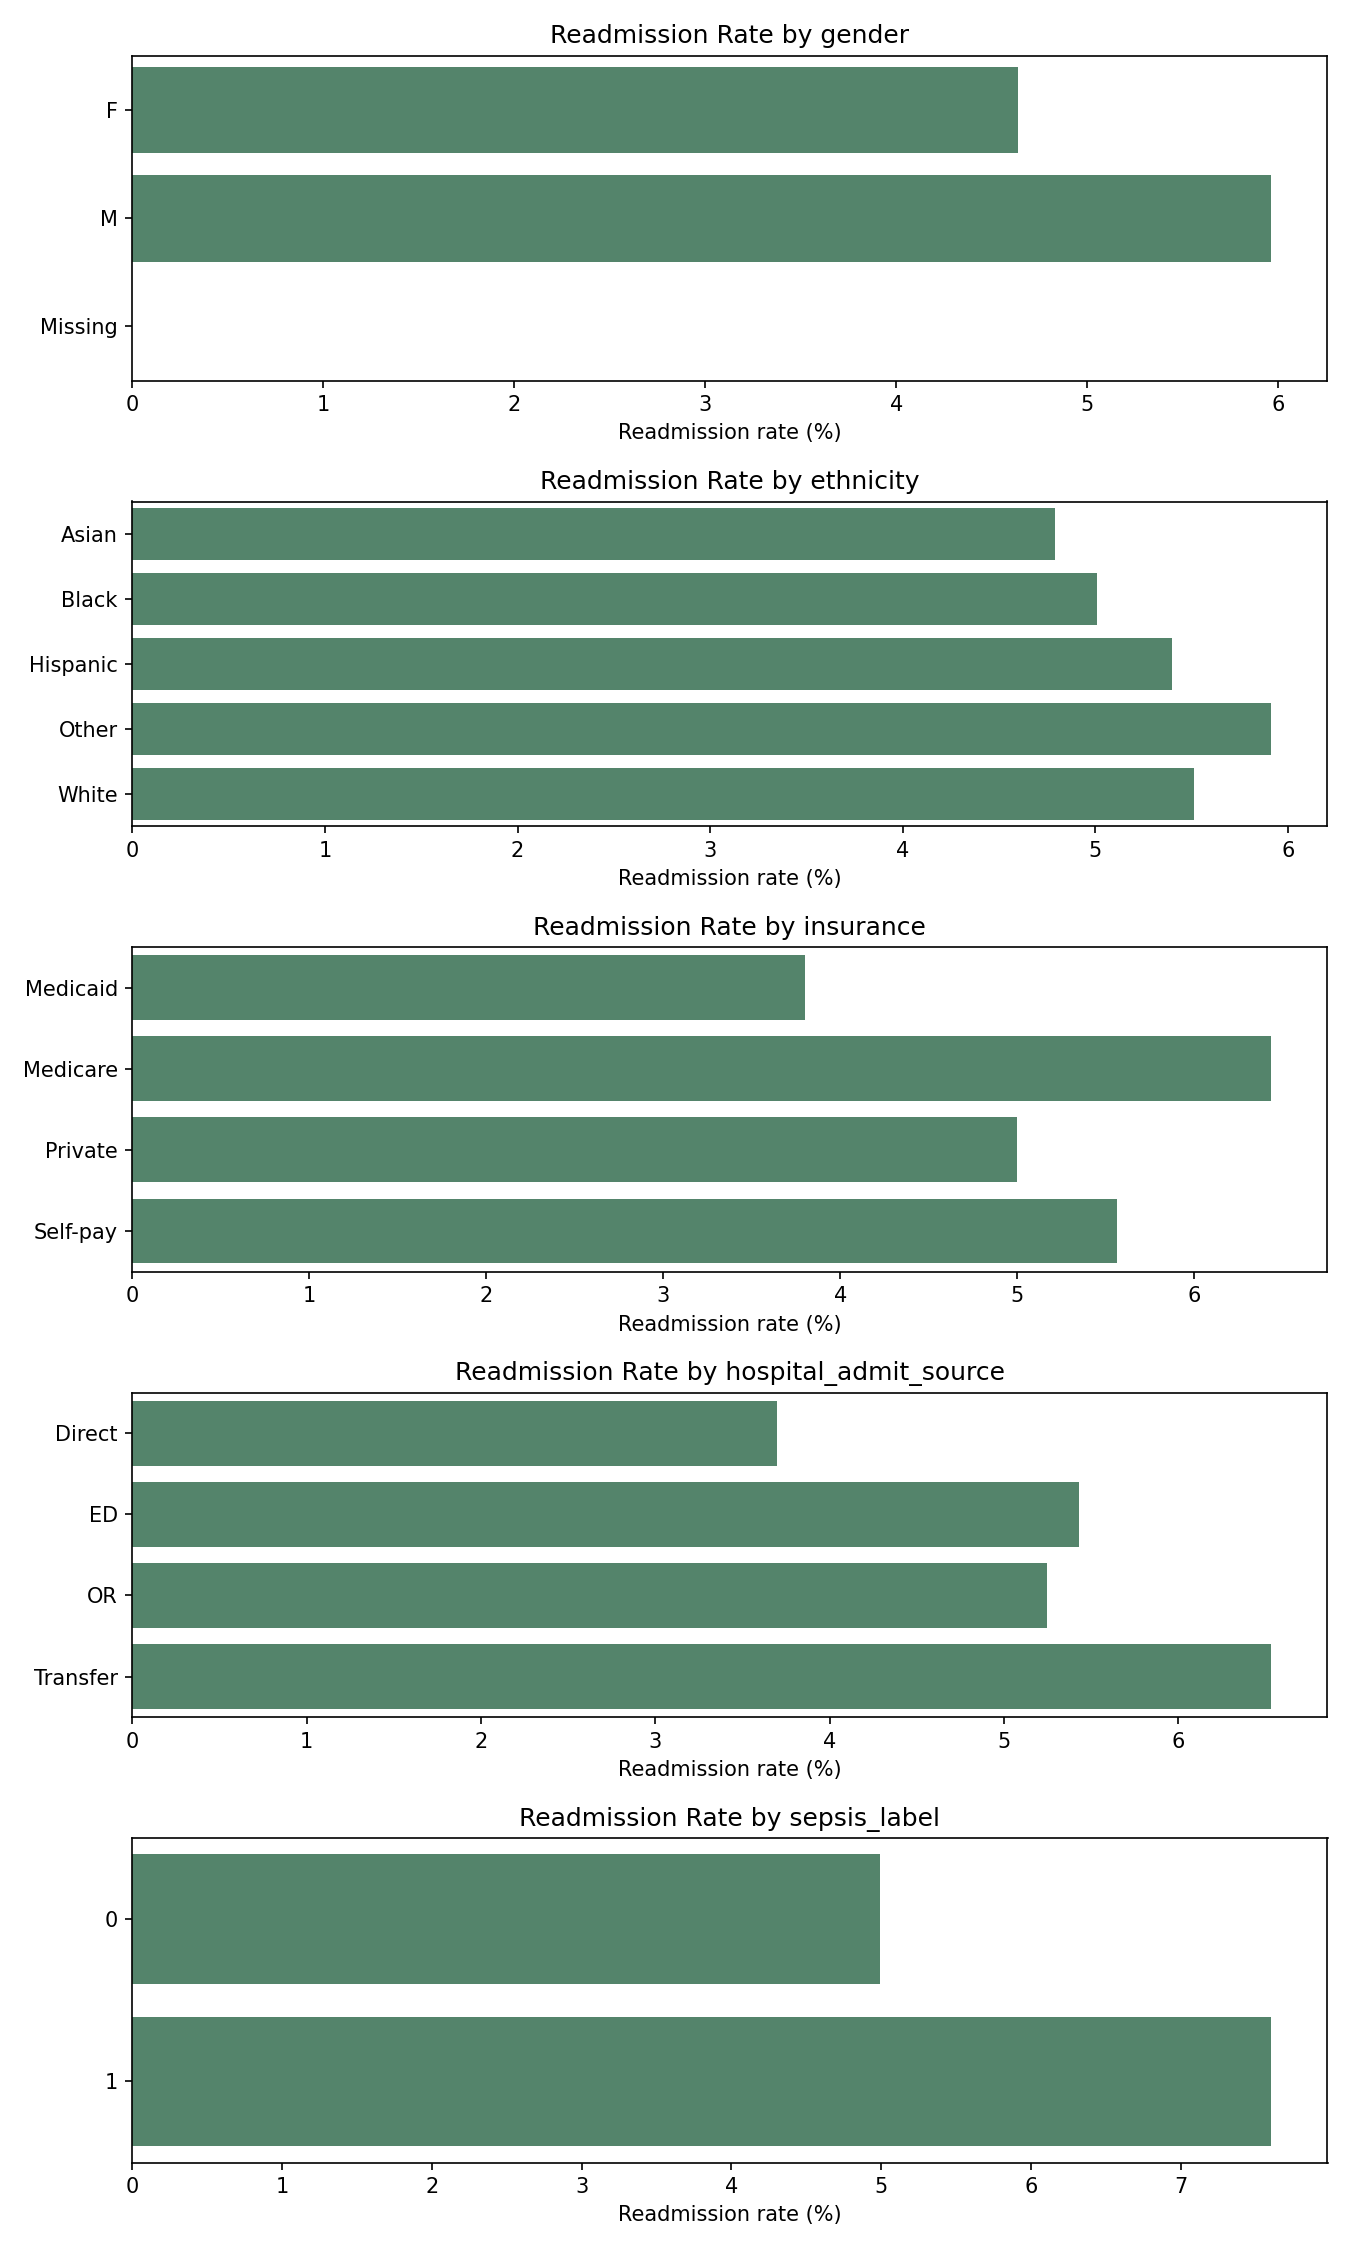 Readmission Rate by gender
F
M
Missing
0 1 2 3 4 5 6
Readmission rate (%)
Readmission Rate by ethnicity
Asian
Black
Hispanic
Other
White
0 1 2 3 4 5 6
Readmission rate (%)
Readmission Rate by insurance
Medicaid
Medicare
Private
Self-pay
0 1 2 3 4 5 6
Readmission rate (%)
Readmission Rate by hospital_admit_source
Direct
ED
OR
Transfer
0 1 2 3 4 5 6
Readmission rate (%)
Readmission Rate by sepsis_label
0
1
0 1 2 3 4 5 6 7
Readmission rate (%)